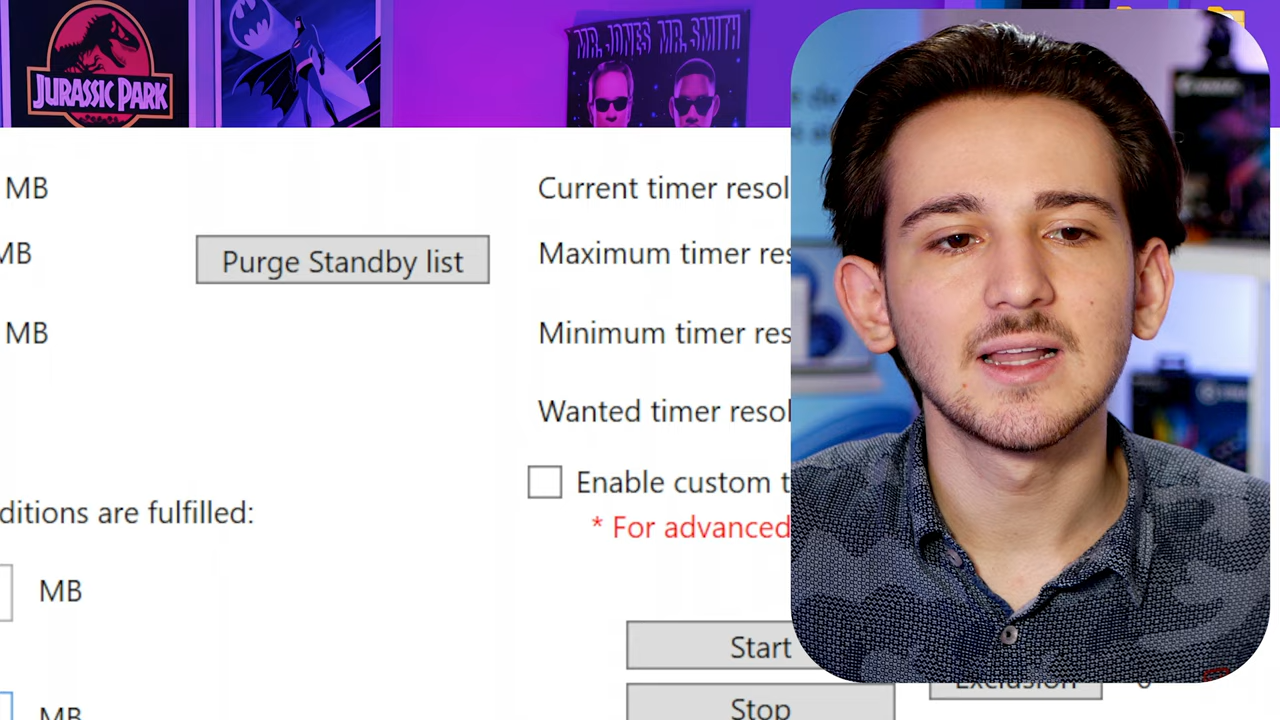 JURASSIC PARK
MR. JONES MR. SMITH
MB
MB
MB
Purge Standby list
ditions are fulfilled:
MB
MB
Current timer resol
Maximum timer res
Minimum timer res
Wanted timer resol
Enable custom t
* For advanced
Start
Stop
Exclusion